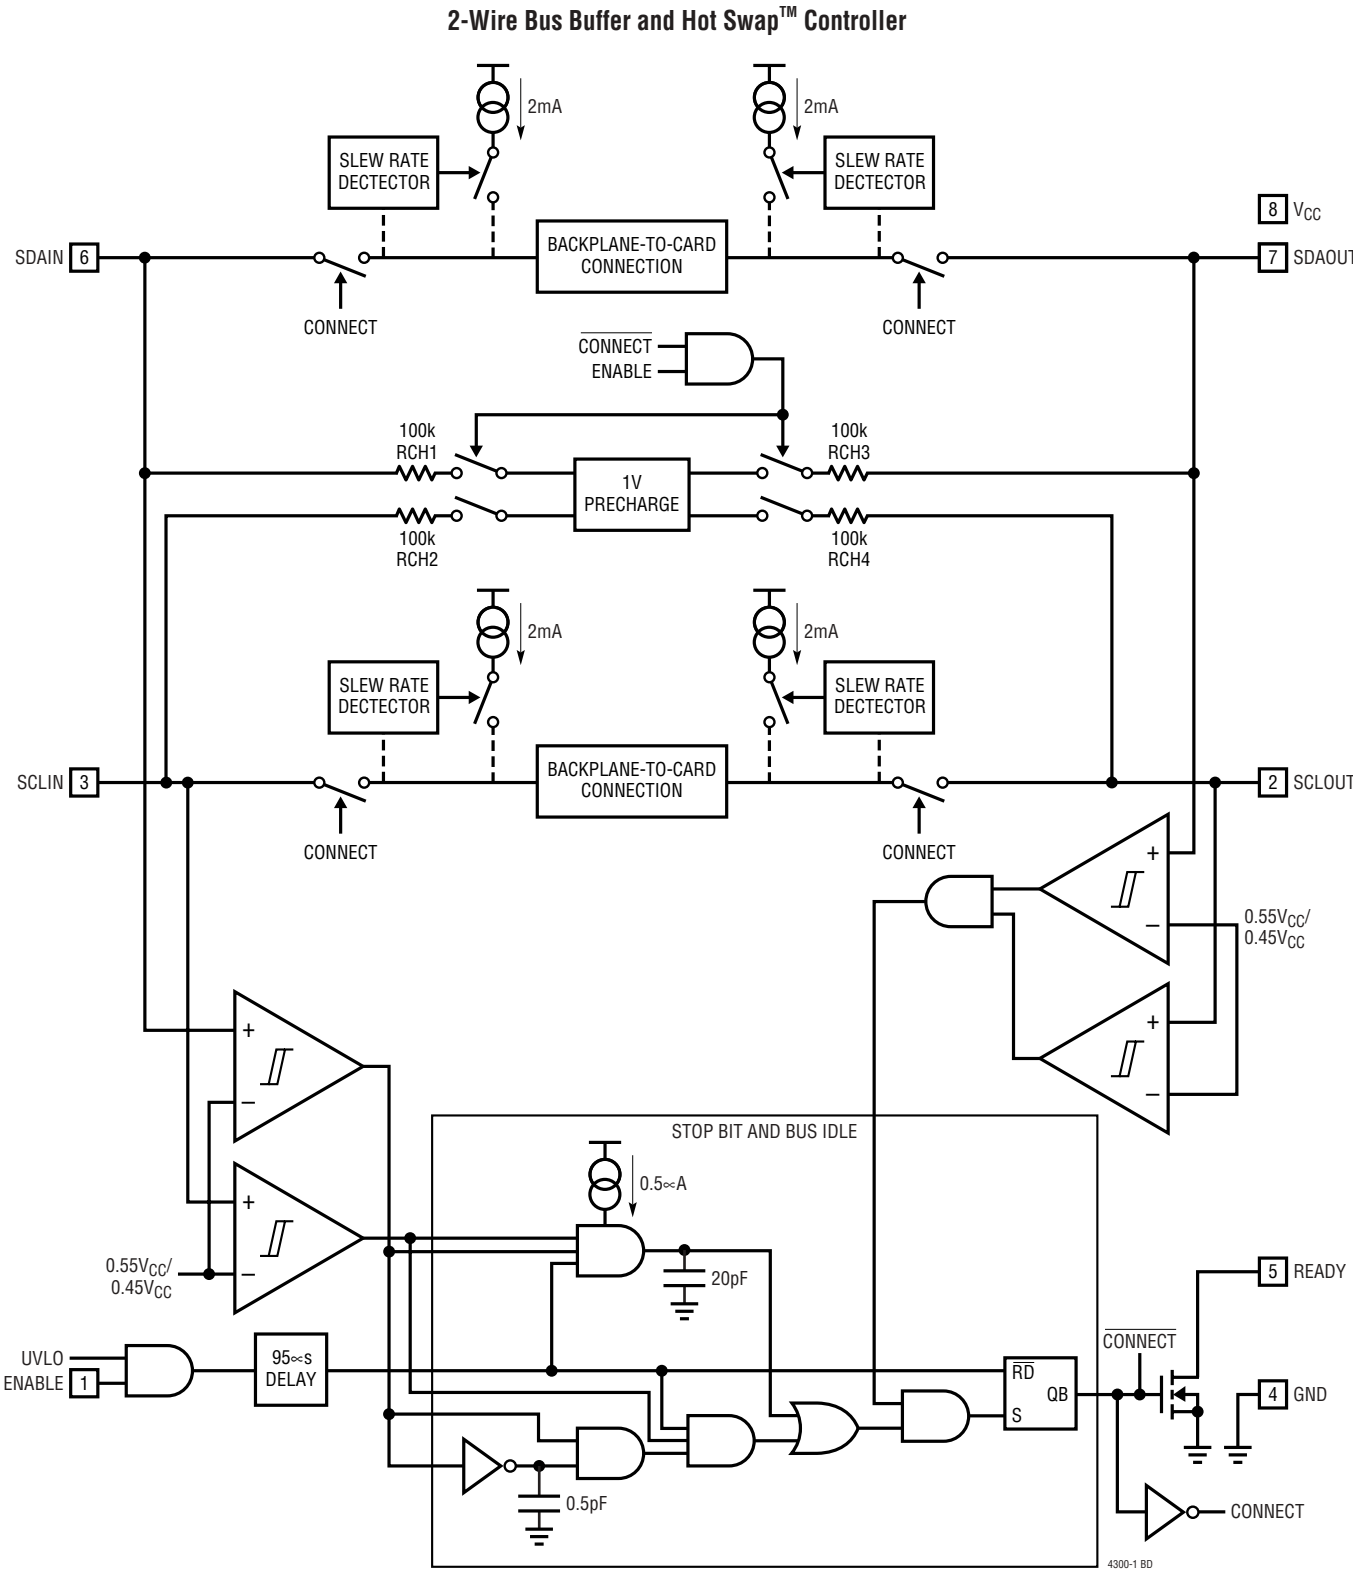 2-Wire Bus Buffer and Hot Swap™ Controller
2mA
2mA
SLEW RATE
DECTECTOR
SLEW RATE
DECTECTOR
8 VCC
SDAIN 6
BACKPLANE-TO-CARD
CONNECTION
7 SDAOUT
CONNECT
CONNECT
CONNECT
ENABLE
100k
RCH1
100k
RCH3
1V
PRECHARGE
100k
RCH2
100k
RCH4
2mA
2mA
SLEW RATE
DECTECTOR
SLEW RATE
DECTECTOR
SCLIN 3
BACKPLANE-TO-CARD
CONNECTION
2 SCLOUT
CONNECT
CONNECT
+
–
0.55VCC/
0.45VCC
+
–
+
–
STOP BIT AND BUS IDLE
0.5∝A
+
–
0.55VCC/
0.45VCC
20pF
5 READY
UVLO
ENABLE 1
95∝s
DELAY
CONNECT
RD
QB
S
4 GND
0.5pF
CONNECT
4300-1 BD